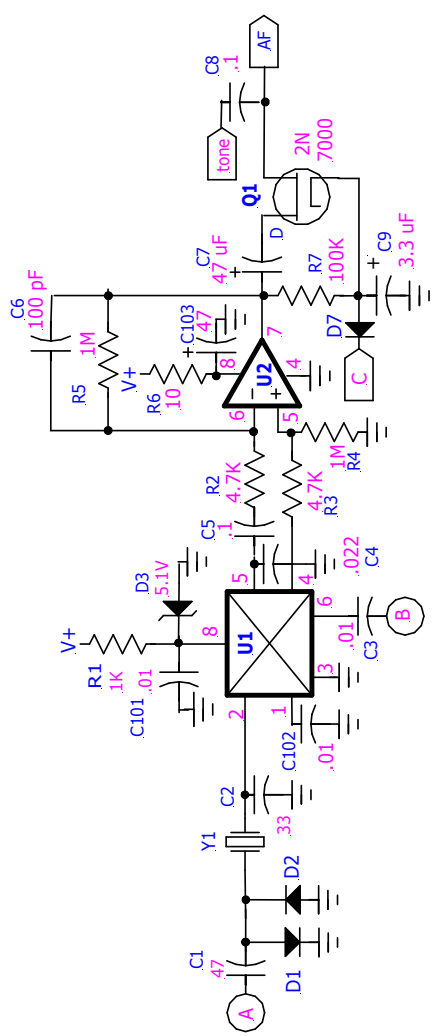 A
C1
47
D1
D2
Y1
C2
33
V+
R1
1K
C101
.01
D3
5.1V
8
2
U1
5
1
3
6
4
C102
.01
.01
C3
B
C5
.1
.022
C4
R2
4.7K
4.7K
R3
1M
R4
C6
100 pF
R5
1M
V+
R6
10
C103
47
+
8
6
5
U2
−
+
7
4
C7
47 uF
+
D
Q1
2N
7000
R7
100K
D7
C
+
C9
3.3 uF
tone
C8
.1
AF